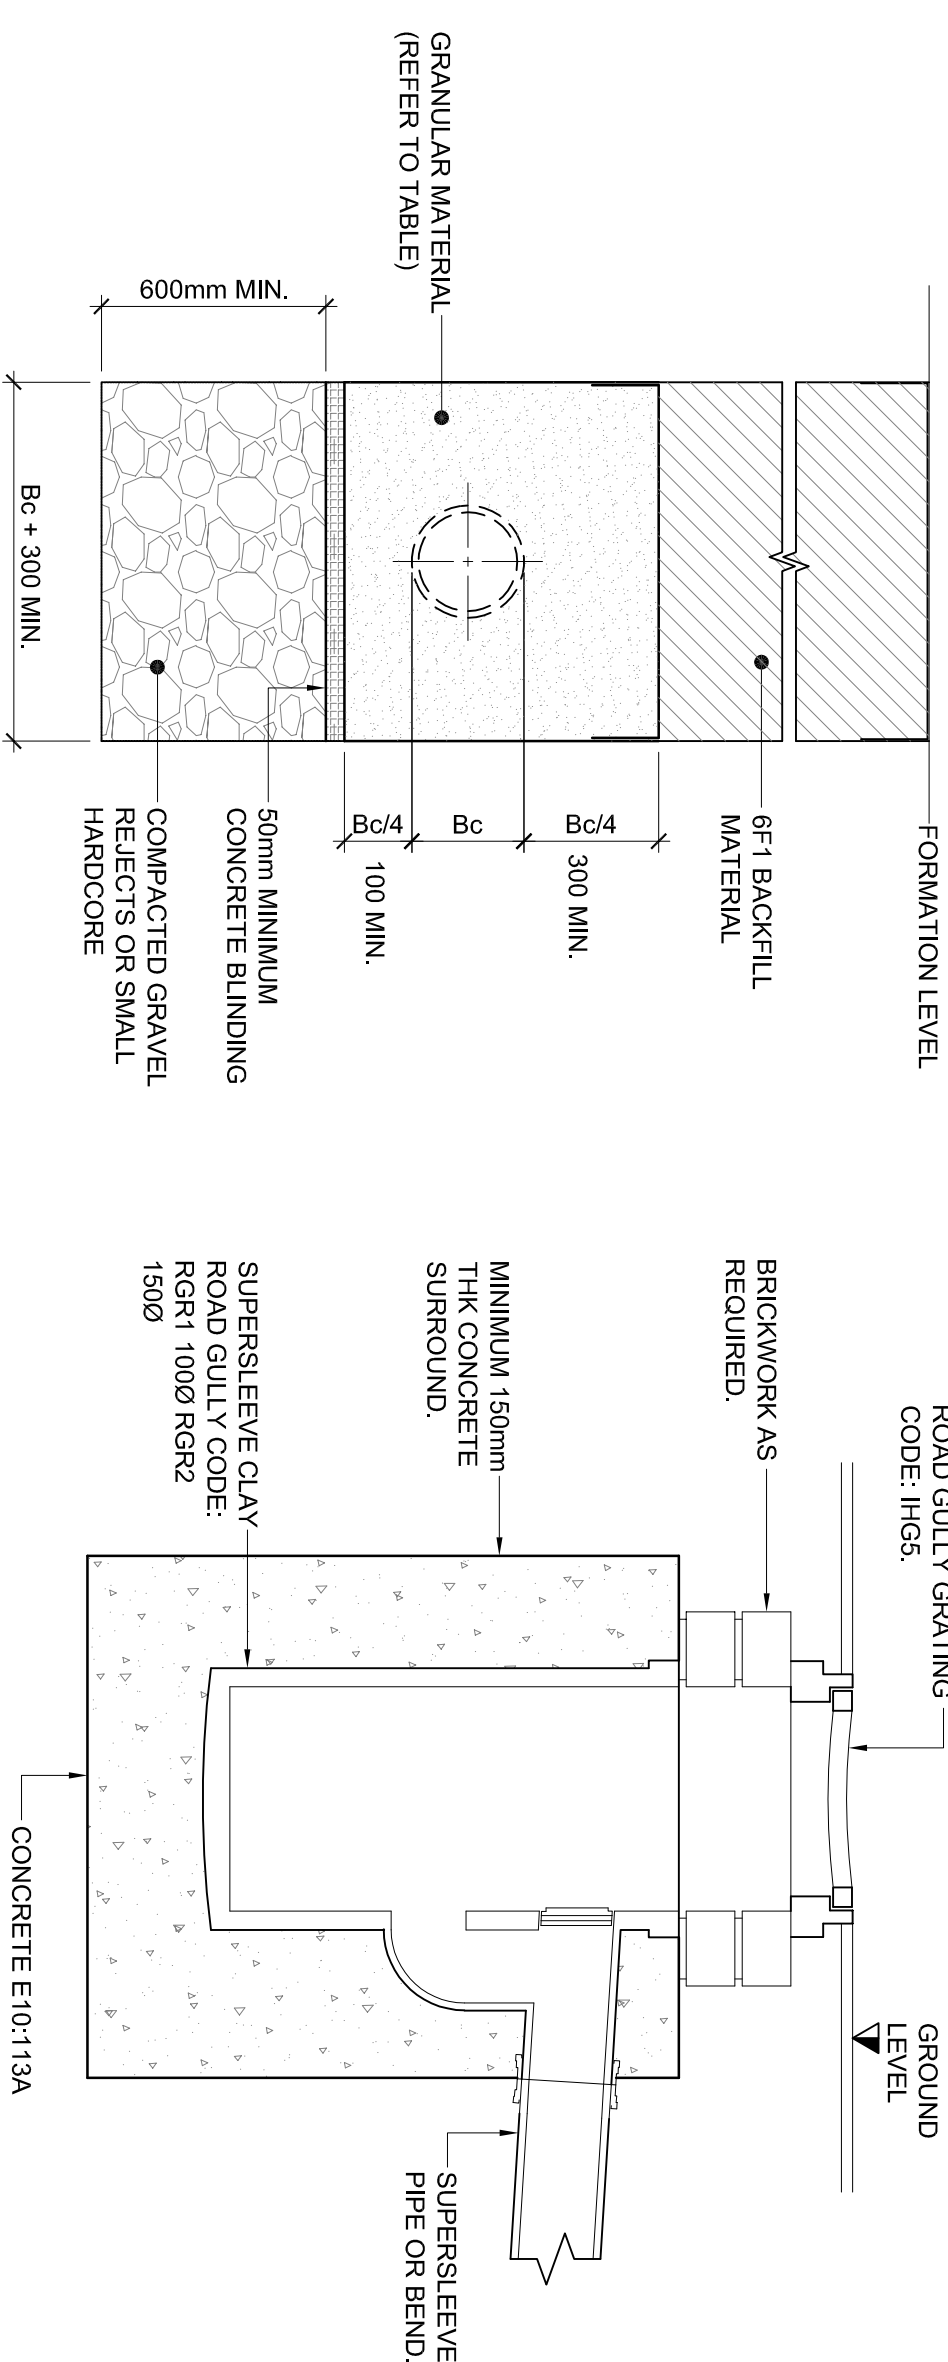 FORMATION LEVEL
6F1 BACKFILL
MATERIAL
GRANULAR MATERIAL
(REFER TO TABLE)
Bc/4
300 MIN.
Bc
Bc/4
100 MIN.
50mm MINIMUM
CONCRETE BLINDING
COMPACTED GRAVEL
REJECTS OR SMALL
HARDCORE
600mm MIN.
Bc + 300 MIN.
ROAD GULLY GRATING
CODE: IHG5.
GROUND
LEVEL
BRICKWORK AS
REQUIRED.
MINIMUM 150mm
THK CONCRETE
SURROUND.
SUPERSLEEVE
PIPE OR BEND.
SUPERSLEEVE CLAY
ROAD GULLY CODE:
RGR1 100Ø RGR2
150Ø
CONCRETE E10:113A